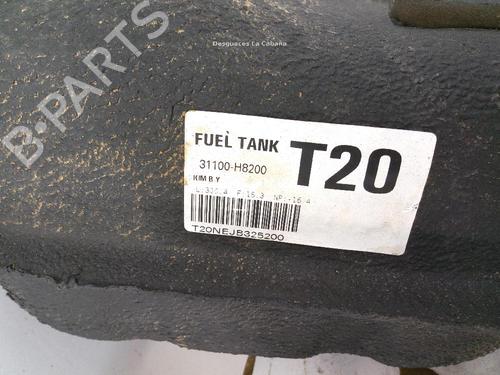 Desguaces La Cabaña
B-PARTS
FUEL TANK T20
31100-H8200
KIM B Y
T20NEJB325200